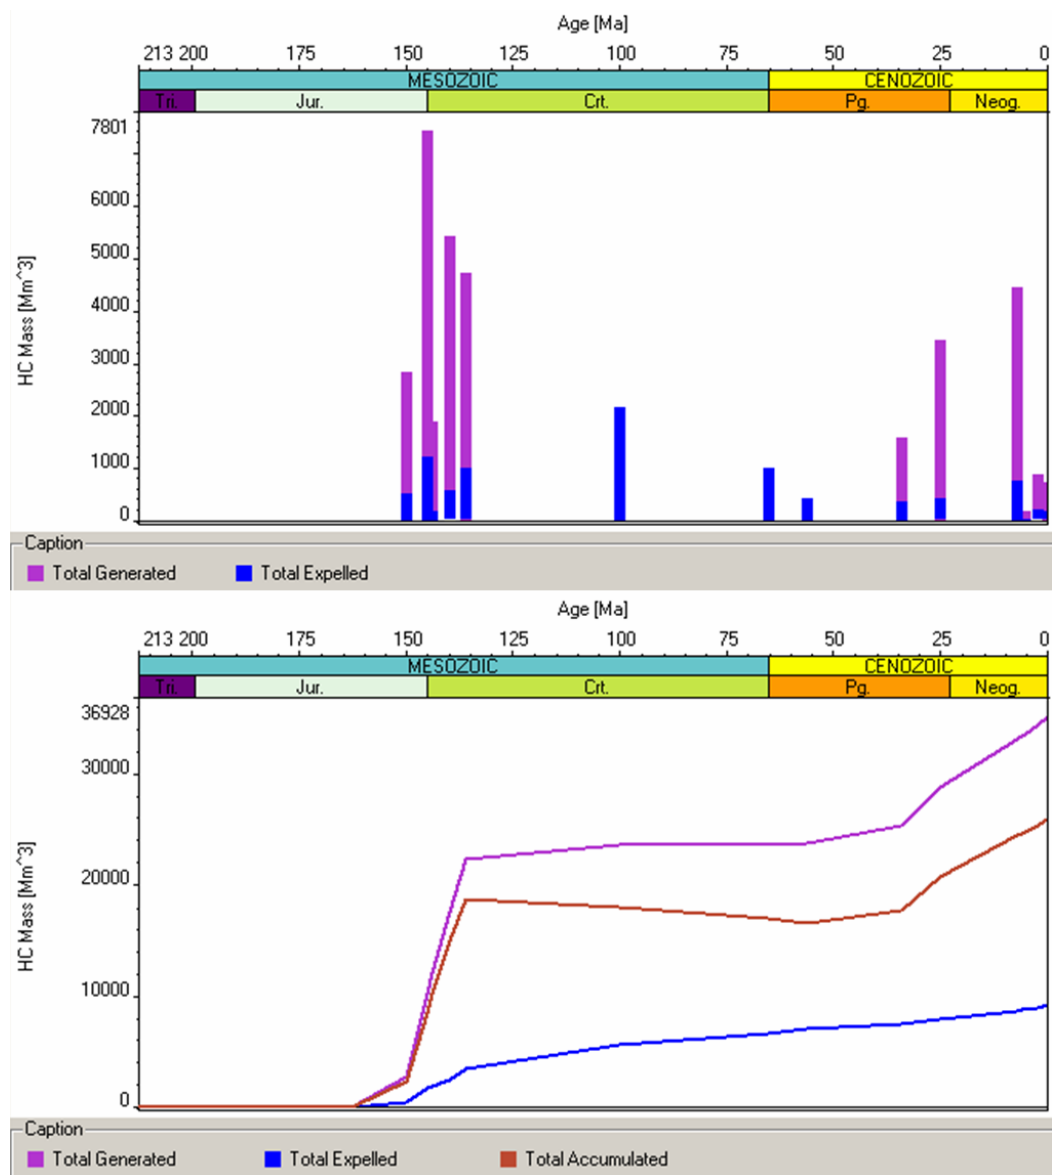 Age [Ma]
213 200 175 150 125 100 75 50 25 0
MESOZOIC CENOZOIC
Tri. Jur. Crt. Pg. Neog.
7801
6000
5000
4000
3000
2000
1000
0
HC Mass [Mm^3]
Caption
Total Generated Total Expelled
Age [Ma]
213 200 175 150 125 100 75 50 25 0
MESOZOIC CENOZOIC
Tri. Jur. Crt. Pg. Neog.
36928
30000
20000
10000
0
HC Mass [Mm^3]
Caption
Total Generated Total Expelled Total Accumulated